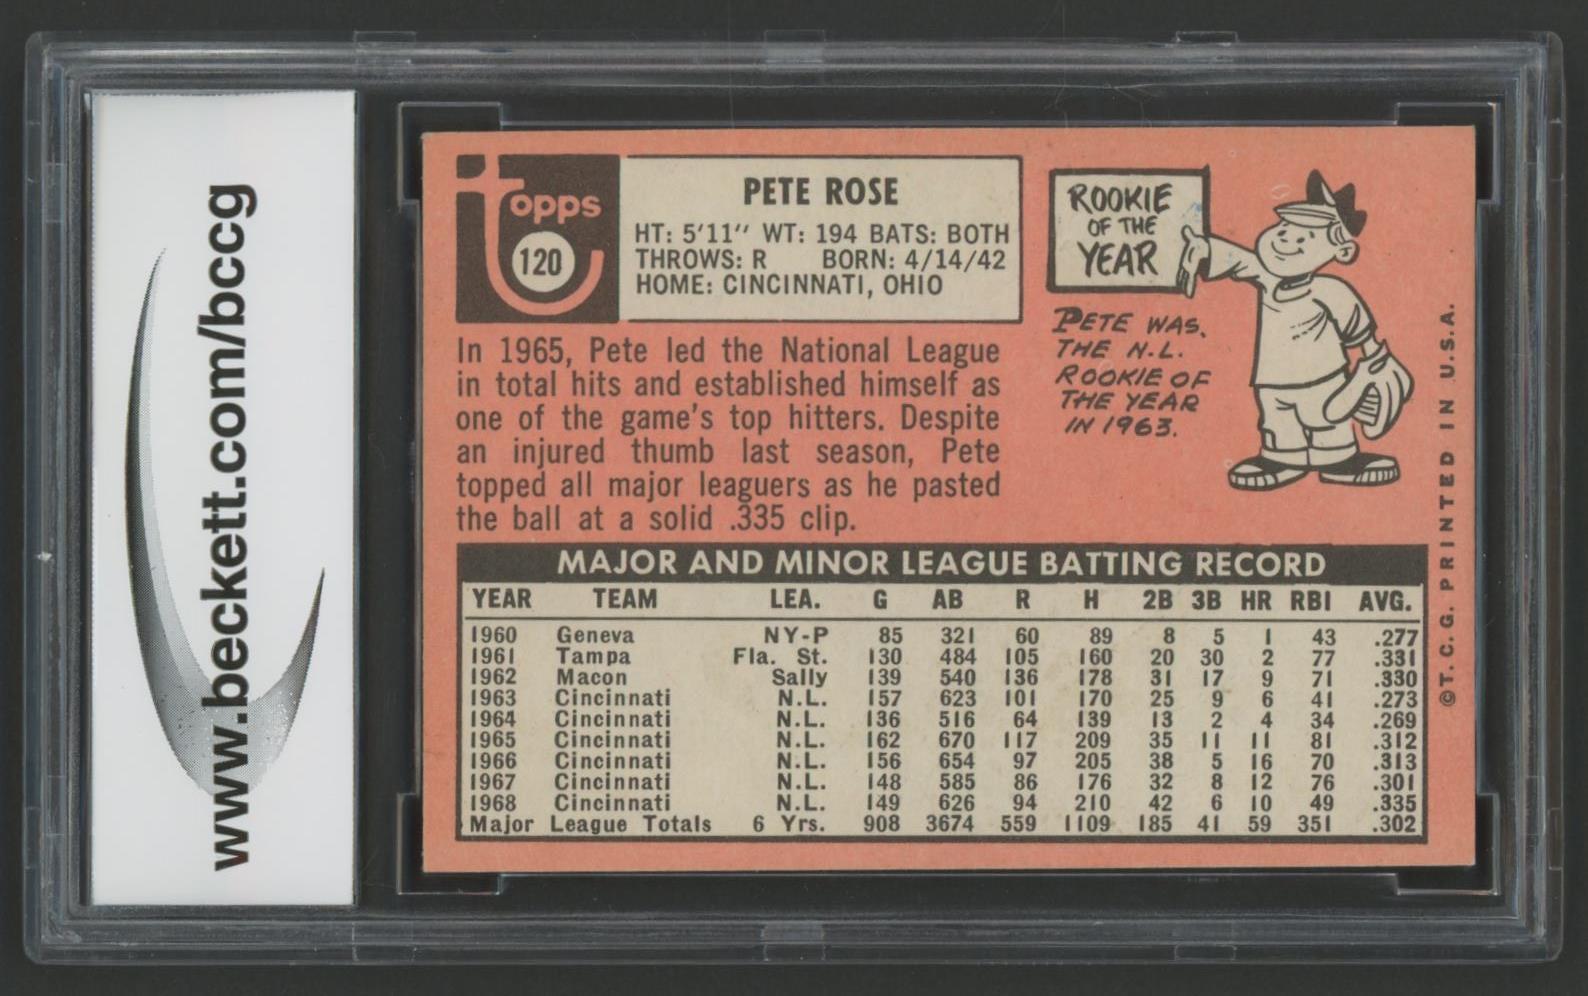 www.beckett.com/bccg
topps
120
PETE ROSE
HT: 5'11" WT: 194 BATS: BOTH
THROWS: R BORN: 4/14/42
HOME: CINCINNATI, OHIO
In 1965, Pete led the National League
in total hits and established himself as
one of the game's top hitters. Despite
an injured thumb last season, Pete
topped all major leaguers as he pasted
the ball at a solid .335 clip.
ROOKIE
OF THE
YEAR
PETE WAS.
THE N.L.
ROOKIE OF
THE YEAR
IN 1963.
MAJOR AND MINOR LEAGUE BATTING RECORD
YEAR TEAM LEA. G AB R H 2B 3B HR RBI AVG.
1960 Geneva NY-P 85 321 60 89 8 5 1 43 .277
1961 Tampa Fla. St. 130 484 105 160 20 30 2 77 .331
1962 Macon Sally 139 540 136 178 31 17 9 71 .330
1963 Cincinnati N.L. 157 623 101 170 25 9 6 41 .273
1964 Cincinnati N.L. 136 516 64 139 13 2 4 34 .269
1965 Cincinnati N.L. 162 670 117 209 35 11 11 81 .312
1966 Cincinnati N.L. 156 654 97 205 38 5 16 70 .313
1967 Cincinnati N.L. 148 585 86 176 32 8 12 76 .301
1968 Cincinnati N.L. 149 626 94 210 42 6 10 49 .335
Major League Totals 6 Yrs. 908 3674 559 1109 185 41 59 351 .302
©T. C. G. PRINTED IN U.S.A.